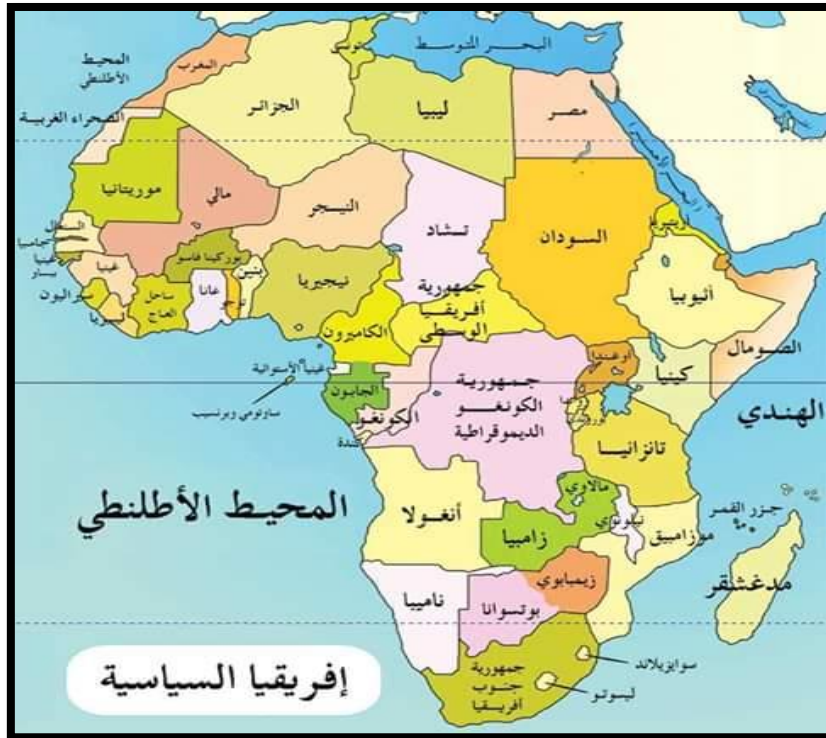 البحر المتوسط
تونس
المحيط
الأطلنطي
المغرب
الجزائر
ليبيا
مصر
الصحراء الغربية
موريتانيا
مالي
النيجر
تشاد
السودان
إريتريا
السنغال
جامبيا
غينيا
بيساو
غينيا
بوركينا فاسو
بنين
نيجيريا
جمهورية
أفريقيا
الوسطى
أثيوبيا
سيراليون
ليبيريا
ساحل
العاج
غانا
توجو
الكاميرون
الصومال
غينيا الأستوائية
ساوتومي وبرنسيب
الجابون
الكونغو
جمهورية
الكونغو
الديموقراطية
أوغندا
كينيا
الهندي
تانزانيا
المحيط الأطلنطي
أنغولا
زامبيا
مالاوي
موزامبيق
جزر القمر
مدغشقر
ناميبيا
بوتسوانا
زيمبابوي
جمهورية
جنوب
أفريقيا
سوايزيلاند
ليسوتو
إفريقيا السياسية